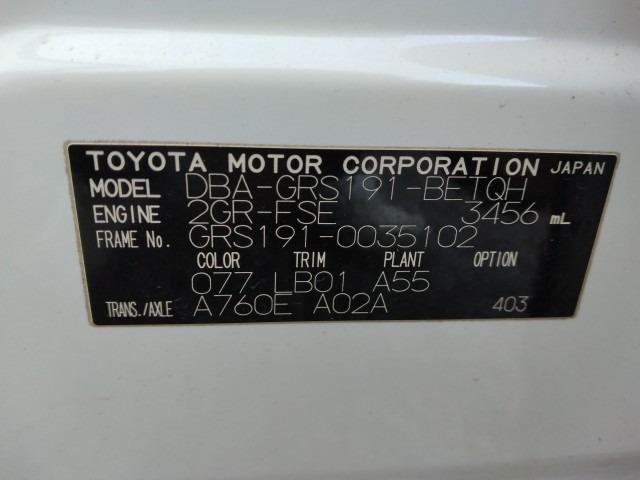 TOYOTA MOTOR CORPORATION JAPAN
MODEL DBA-GRS191-BETQH
ENGINE 2GR-FSE 3456 mL
FRAME No. GRS191-0035102
COLOR TRIM PLANT OPTION
077 LB01 A55
TRANS./AXLE A760E A02A 403